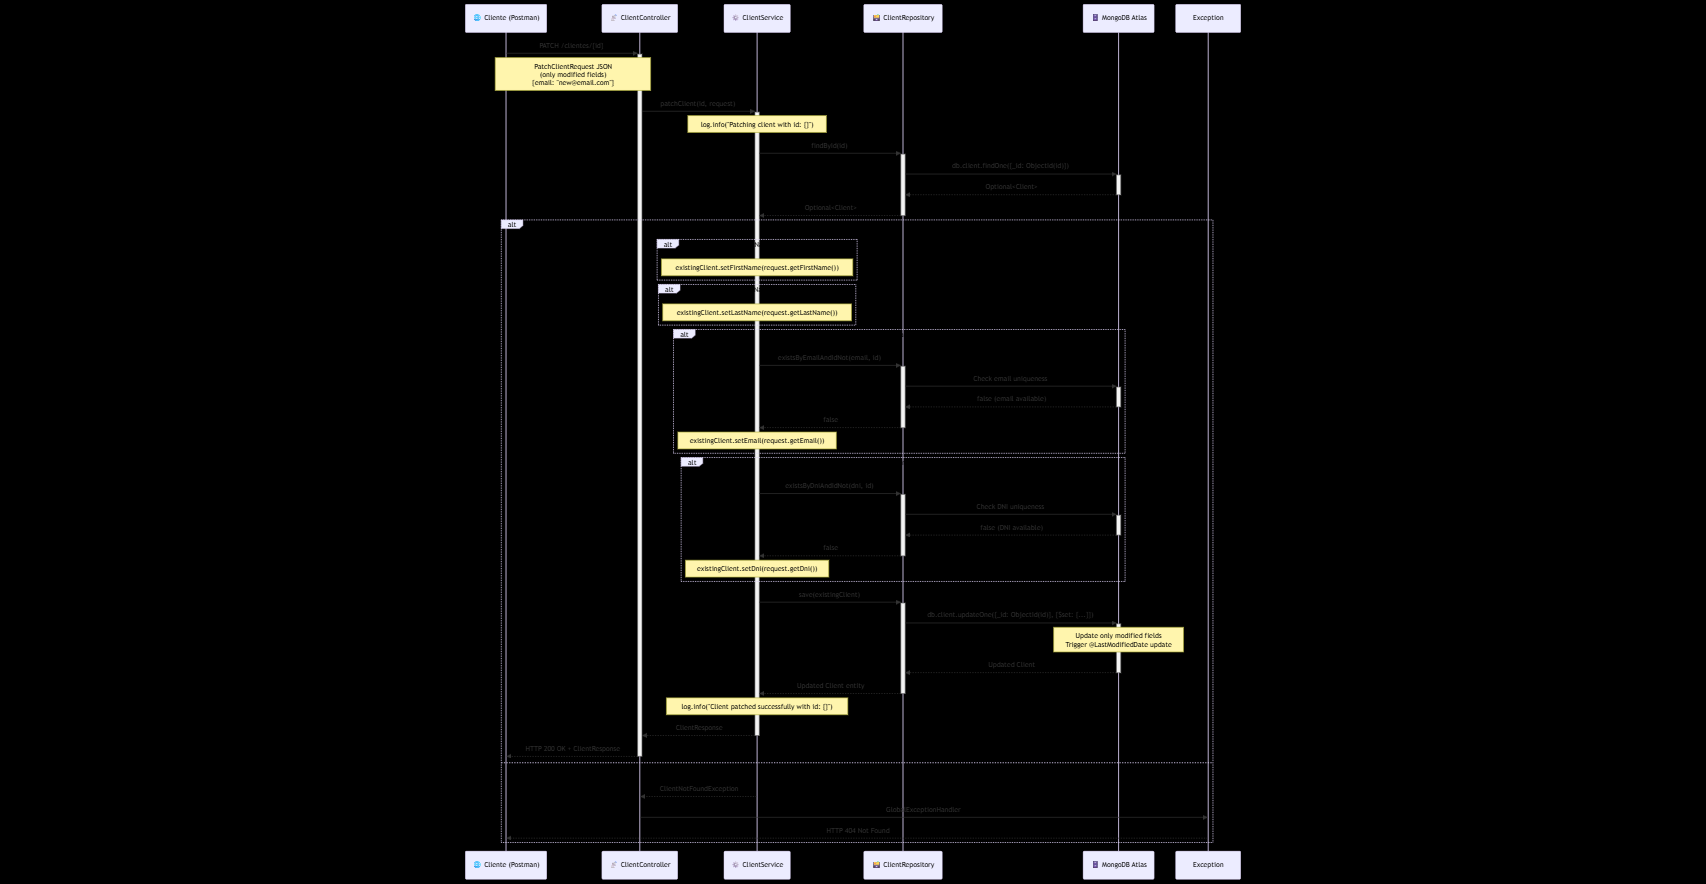 Cliente (Postman)
ClientController
ClientService
ClientRepository
MongoDB Atlas
Exception
PATCH /clientes/{id}
PatchClientRequest JSON
(only modified fields)
[email: "new@email.com"]
patchClient(id, request)
log.info("Patching client with id: {}")
findById(id)
db.client.findOne({_id: ObjectId(id)})
Optional<Client>
Optional<Client>
alt
alt
existingClient.setFirstName(request.getFirstName())
alt
existingClient.setLastName(request.getLastName())
alt
existsByEmailAndIdNot(email, id)
Check email uniqueness
false (email available)
false
existingClient.setEmail(request.getEmail())
alt
existsByDniAndIdNot(dni, id)
Check DNI uniqueness
false (DNI available)
false
existingClient.setDni(request.getDni())
save(existingClient)
db.client.updateOne({_id: ObjectId(id)}, {$set: {...}})
Update only modified fields
Trigger @LastModifiedDate update
Updated Client
Updated Client entity
log.info("Client patched successfully with id: {}")
ClientResponse
HTTP 200 OK + ClientResponse
ClientNotFoundException
GlobalExceptionHandler
HTTP 404 Not Found
Cliente (Postman)
ClientController
ClientService
ClientRepository
MongoDB Atlas
Exception